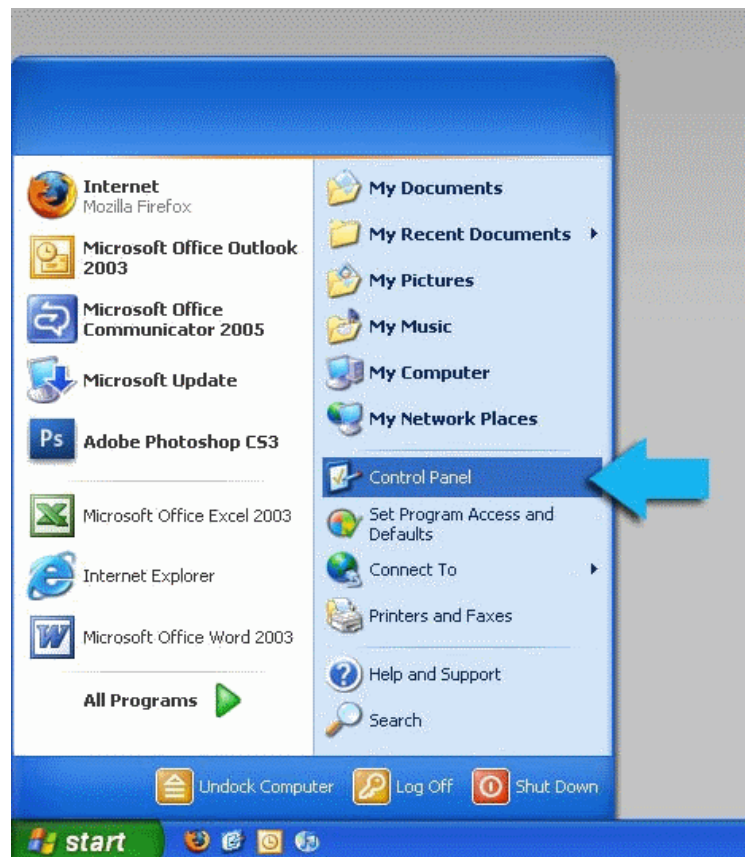 Internet
Mozilla Firefox
Microsoft Office Outlook
2003
Microsoft Office
Communicator 2005
Microsoft Update
Ps
Adobe Photoshop CS3
Microsoft Office Excel 2003
Internet Explorer
Microsoft Office Word 2003
All Programs
My Documents
My Recent Documents
My Pictures
My Music
My Computer
My Network Places
Control Panel
Set Program Access and
Defaults
Connect To
Printers and Faxes
Help and Support
Search
Undock Computer
Log Off
Shut Down
start